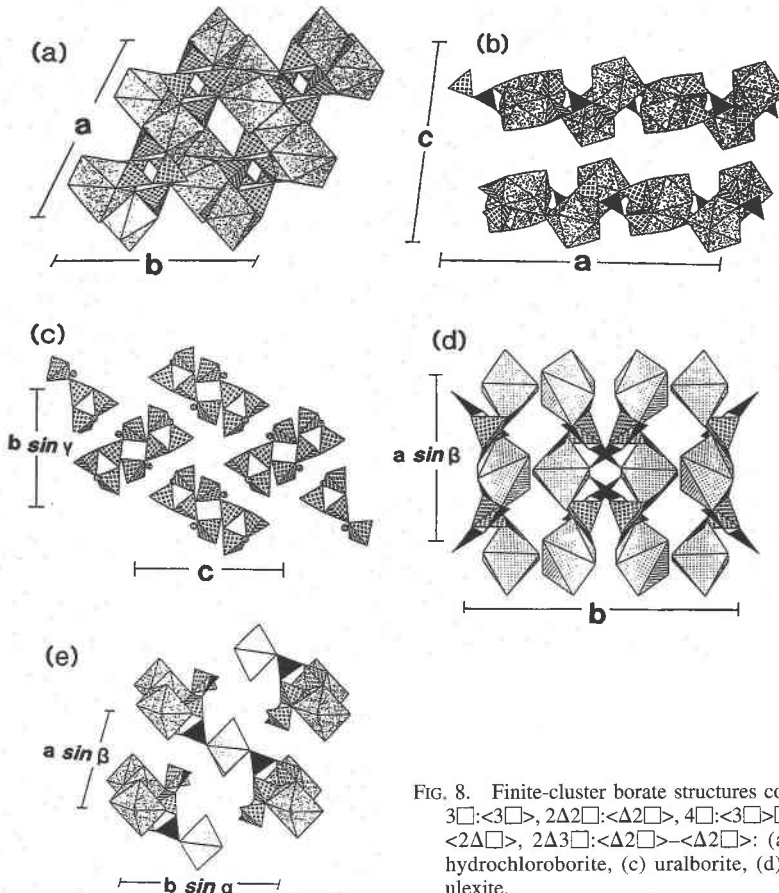 (a)
a
b
(b)
c
a
(c)
b sin γ
c
(d)
a sin β
b
(e)
a sin β
b sin α
FIG. 8. Finite-cluster borate structures co
3□:<3□>, 2Δ2□:<Δ2□>, 4□:<3□>□
<2Δ□>, 2Δ3□:<Δ2□>–<Δ2□>: (a
hydrochloroborite, (c) uralborite, (d)
ulexite.